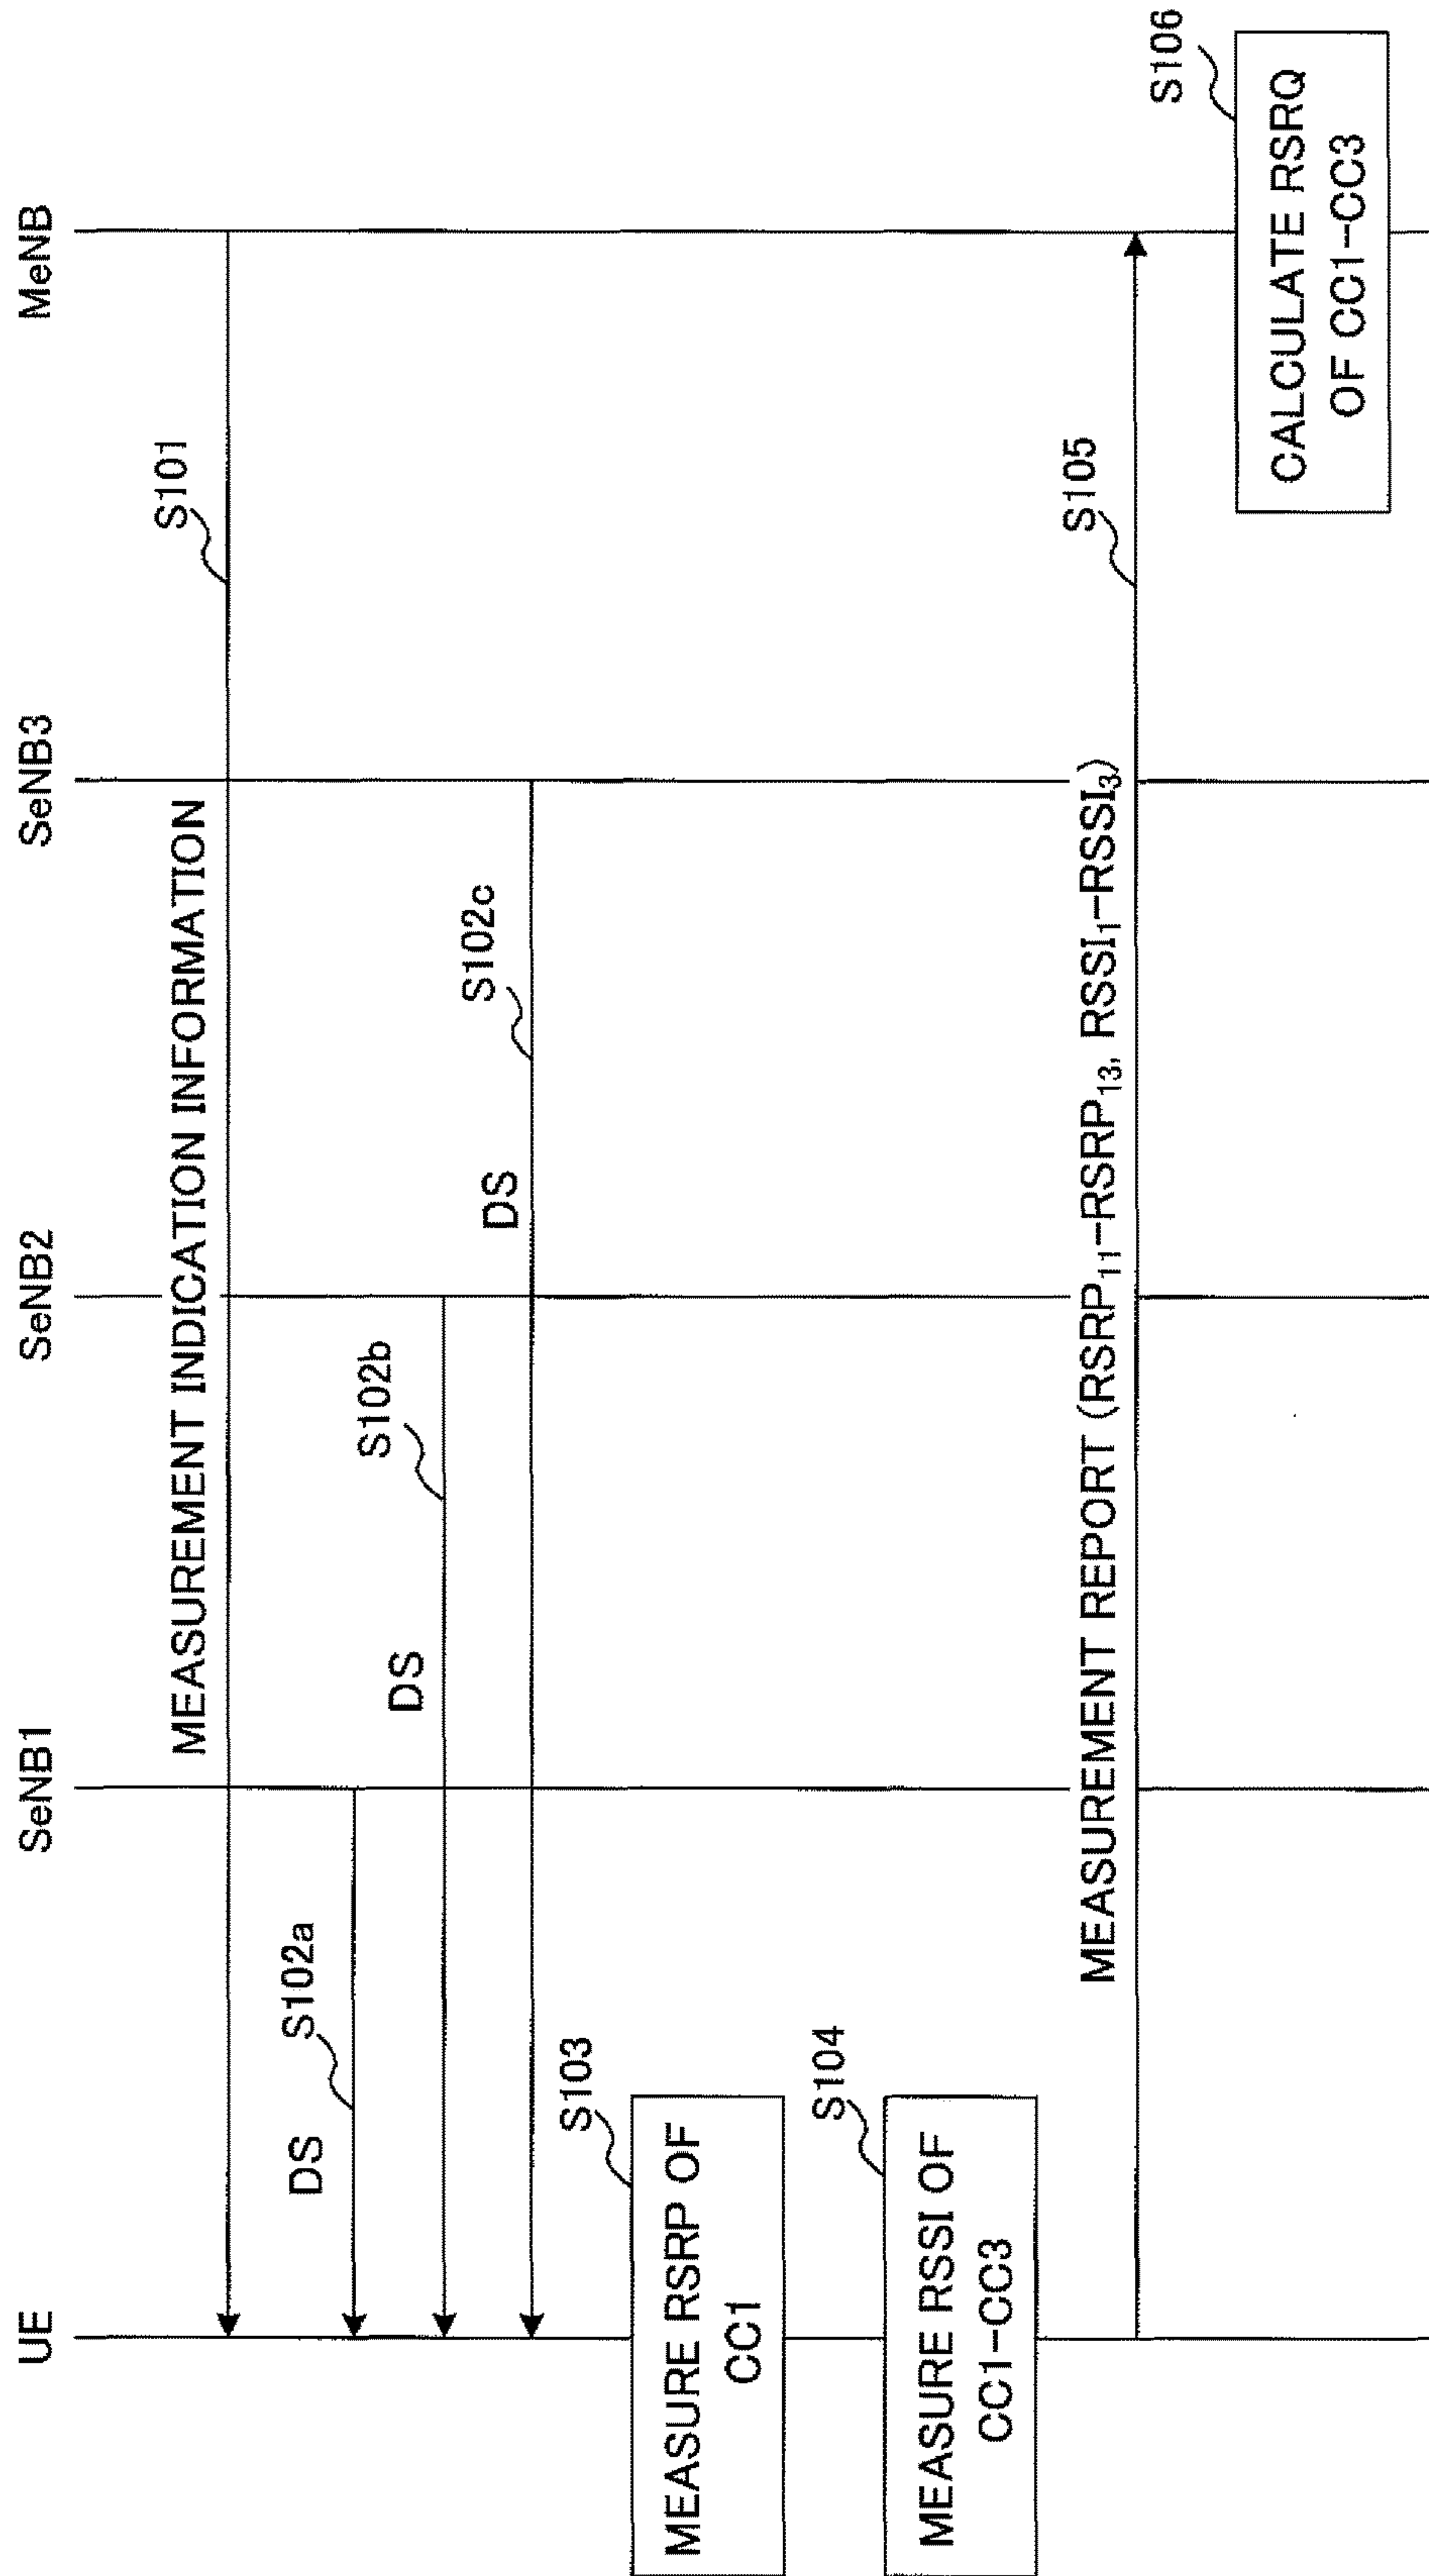 UE
SeNB1
SeNB2
SeNB3
MeNB
MEASUREMENT INDICATION INFORMATION
S101
DS
S102a
DS
S102b
DS
S102c
S103
MEASURE RSRP OF
CC1
S104
MEASURE RSSI OF
CC1-CC3
MEASUREMENT REPORT (RSRP₁₁-RSRP₁₃, RSSI₁-RSSI₃)
S105
S106
CALCULATE RSRQ
OF CC1-CC3